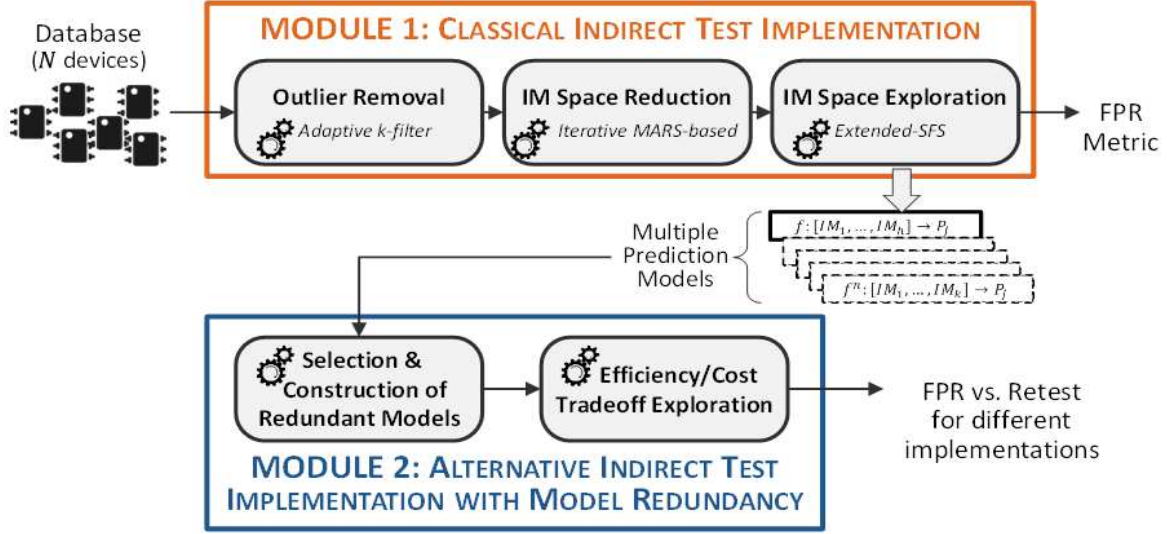 MODULE 1: CLASSICAL INDIRECT TEST IMPLEMENTATION
Database
(N devices)
Outlier Removal
Adaptive k-filter
IM Space Reduction
Iterative MARS-based
IM Space Exploration
Extended-SFS
FPR
Metric
Multiple
Prediction
Models
f:[IM₁, … , IMₕ] → Pⱼ
fⁿ:[IM₁, … , IMₖ] → Pⱼ
Selection &
Construction of
Redundant Models
Efficiency/Cost
Tradeoff Exploration
FPR vs. Retest
for different
implementations
MODULE 2: ALTERNATIVE INDIRECT TEST
IMPLEMENTATION WITH MODEL REDUNDANCY